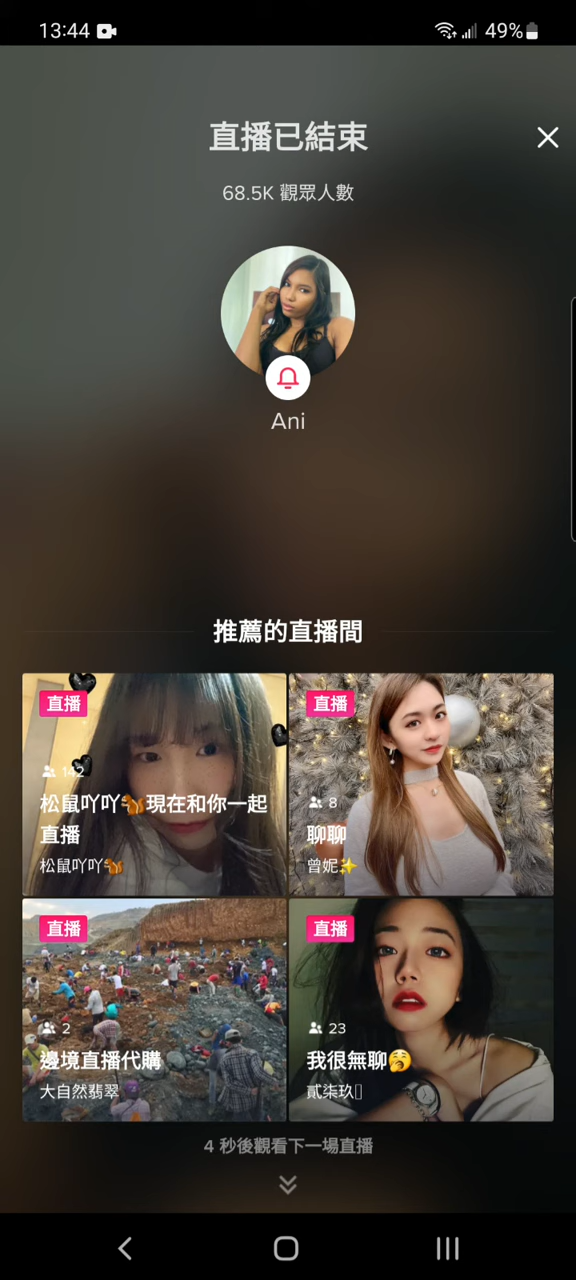 13:44
49%
直播已結束
68.5K 觀眾人數
Ani
推薦的直播間
直播
142
松鼠吖吖🐿️現在和你一起
直播
松鼠吖吖🐿️
直播
8
聊聊
曾妮✨
直播
2
邊境直播代購
大自然翡翠
直播
23
我很無聊🥱
貳柒玖▯
4 秒後觀看下一場直播